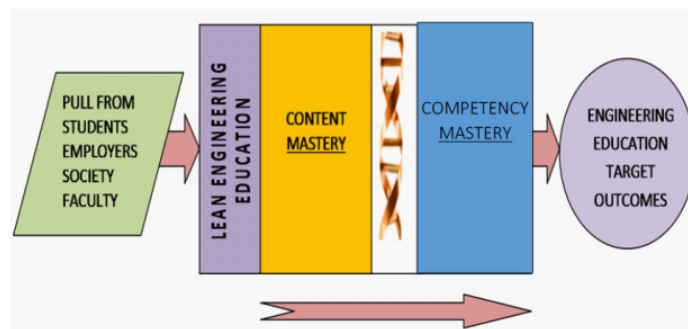 PULL FROM
STUDENTS
EMPLOYERS
SOCIETY
FACULTY
LEAN ENGINEERING
EDUCATION
CONTENT
MASTERY
COMPETENCY
MASTERY
ENGINEERING
EDUCATION
TARGET
OUTCOMES